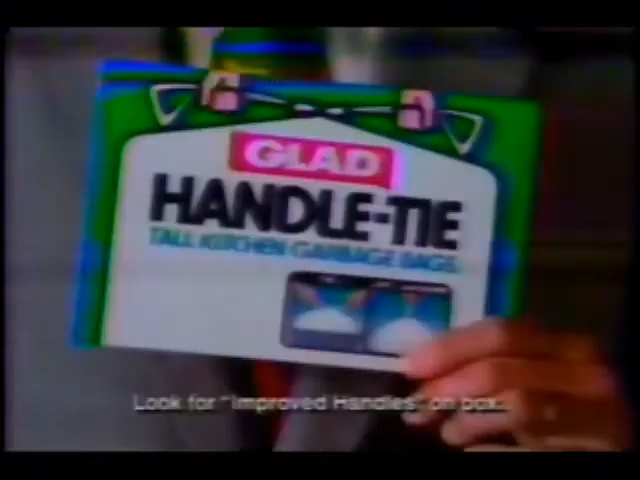 GLAD
HANDLE-TIE
TALL KITCHEN GARBAGE BAGS
Look for "Improved Handles" on box.